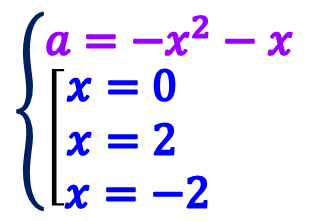 a = −x² − x
x = 0
x = 2
x = −2